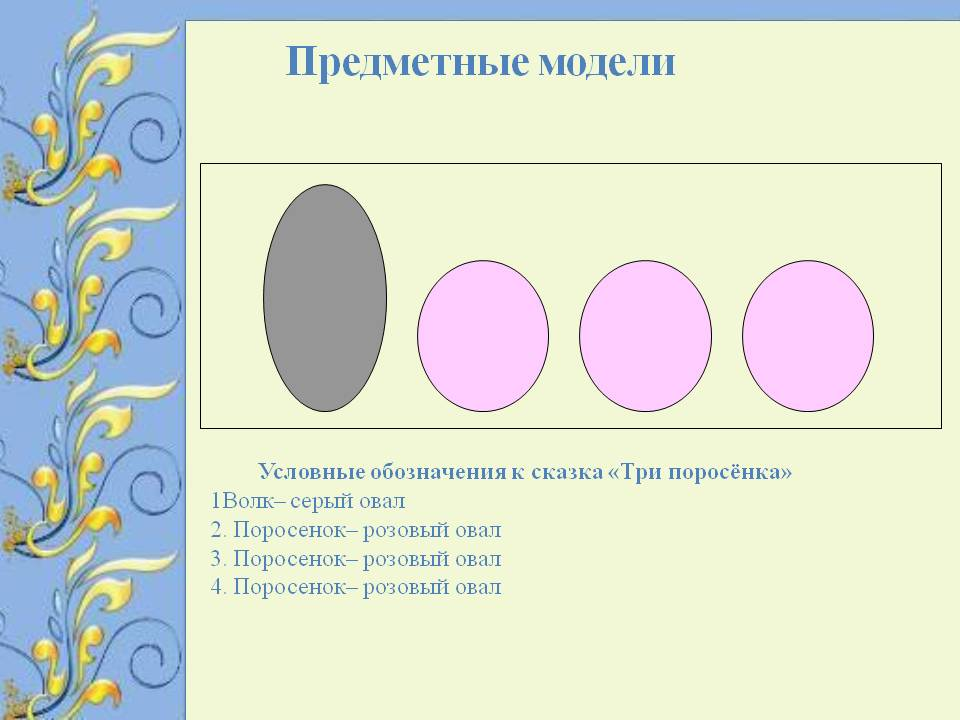 Предметные модели
Условные обозначения к сказка «Три поросёнка»
1Волк– серый овал
2. Поросенок– розовый овал
3. Поросенок– розовый овал
4. Поросенок– розовый овал